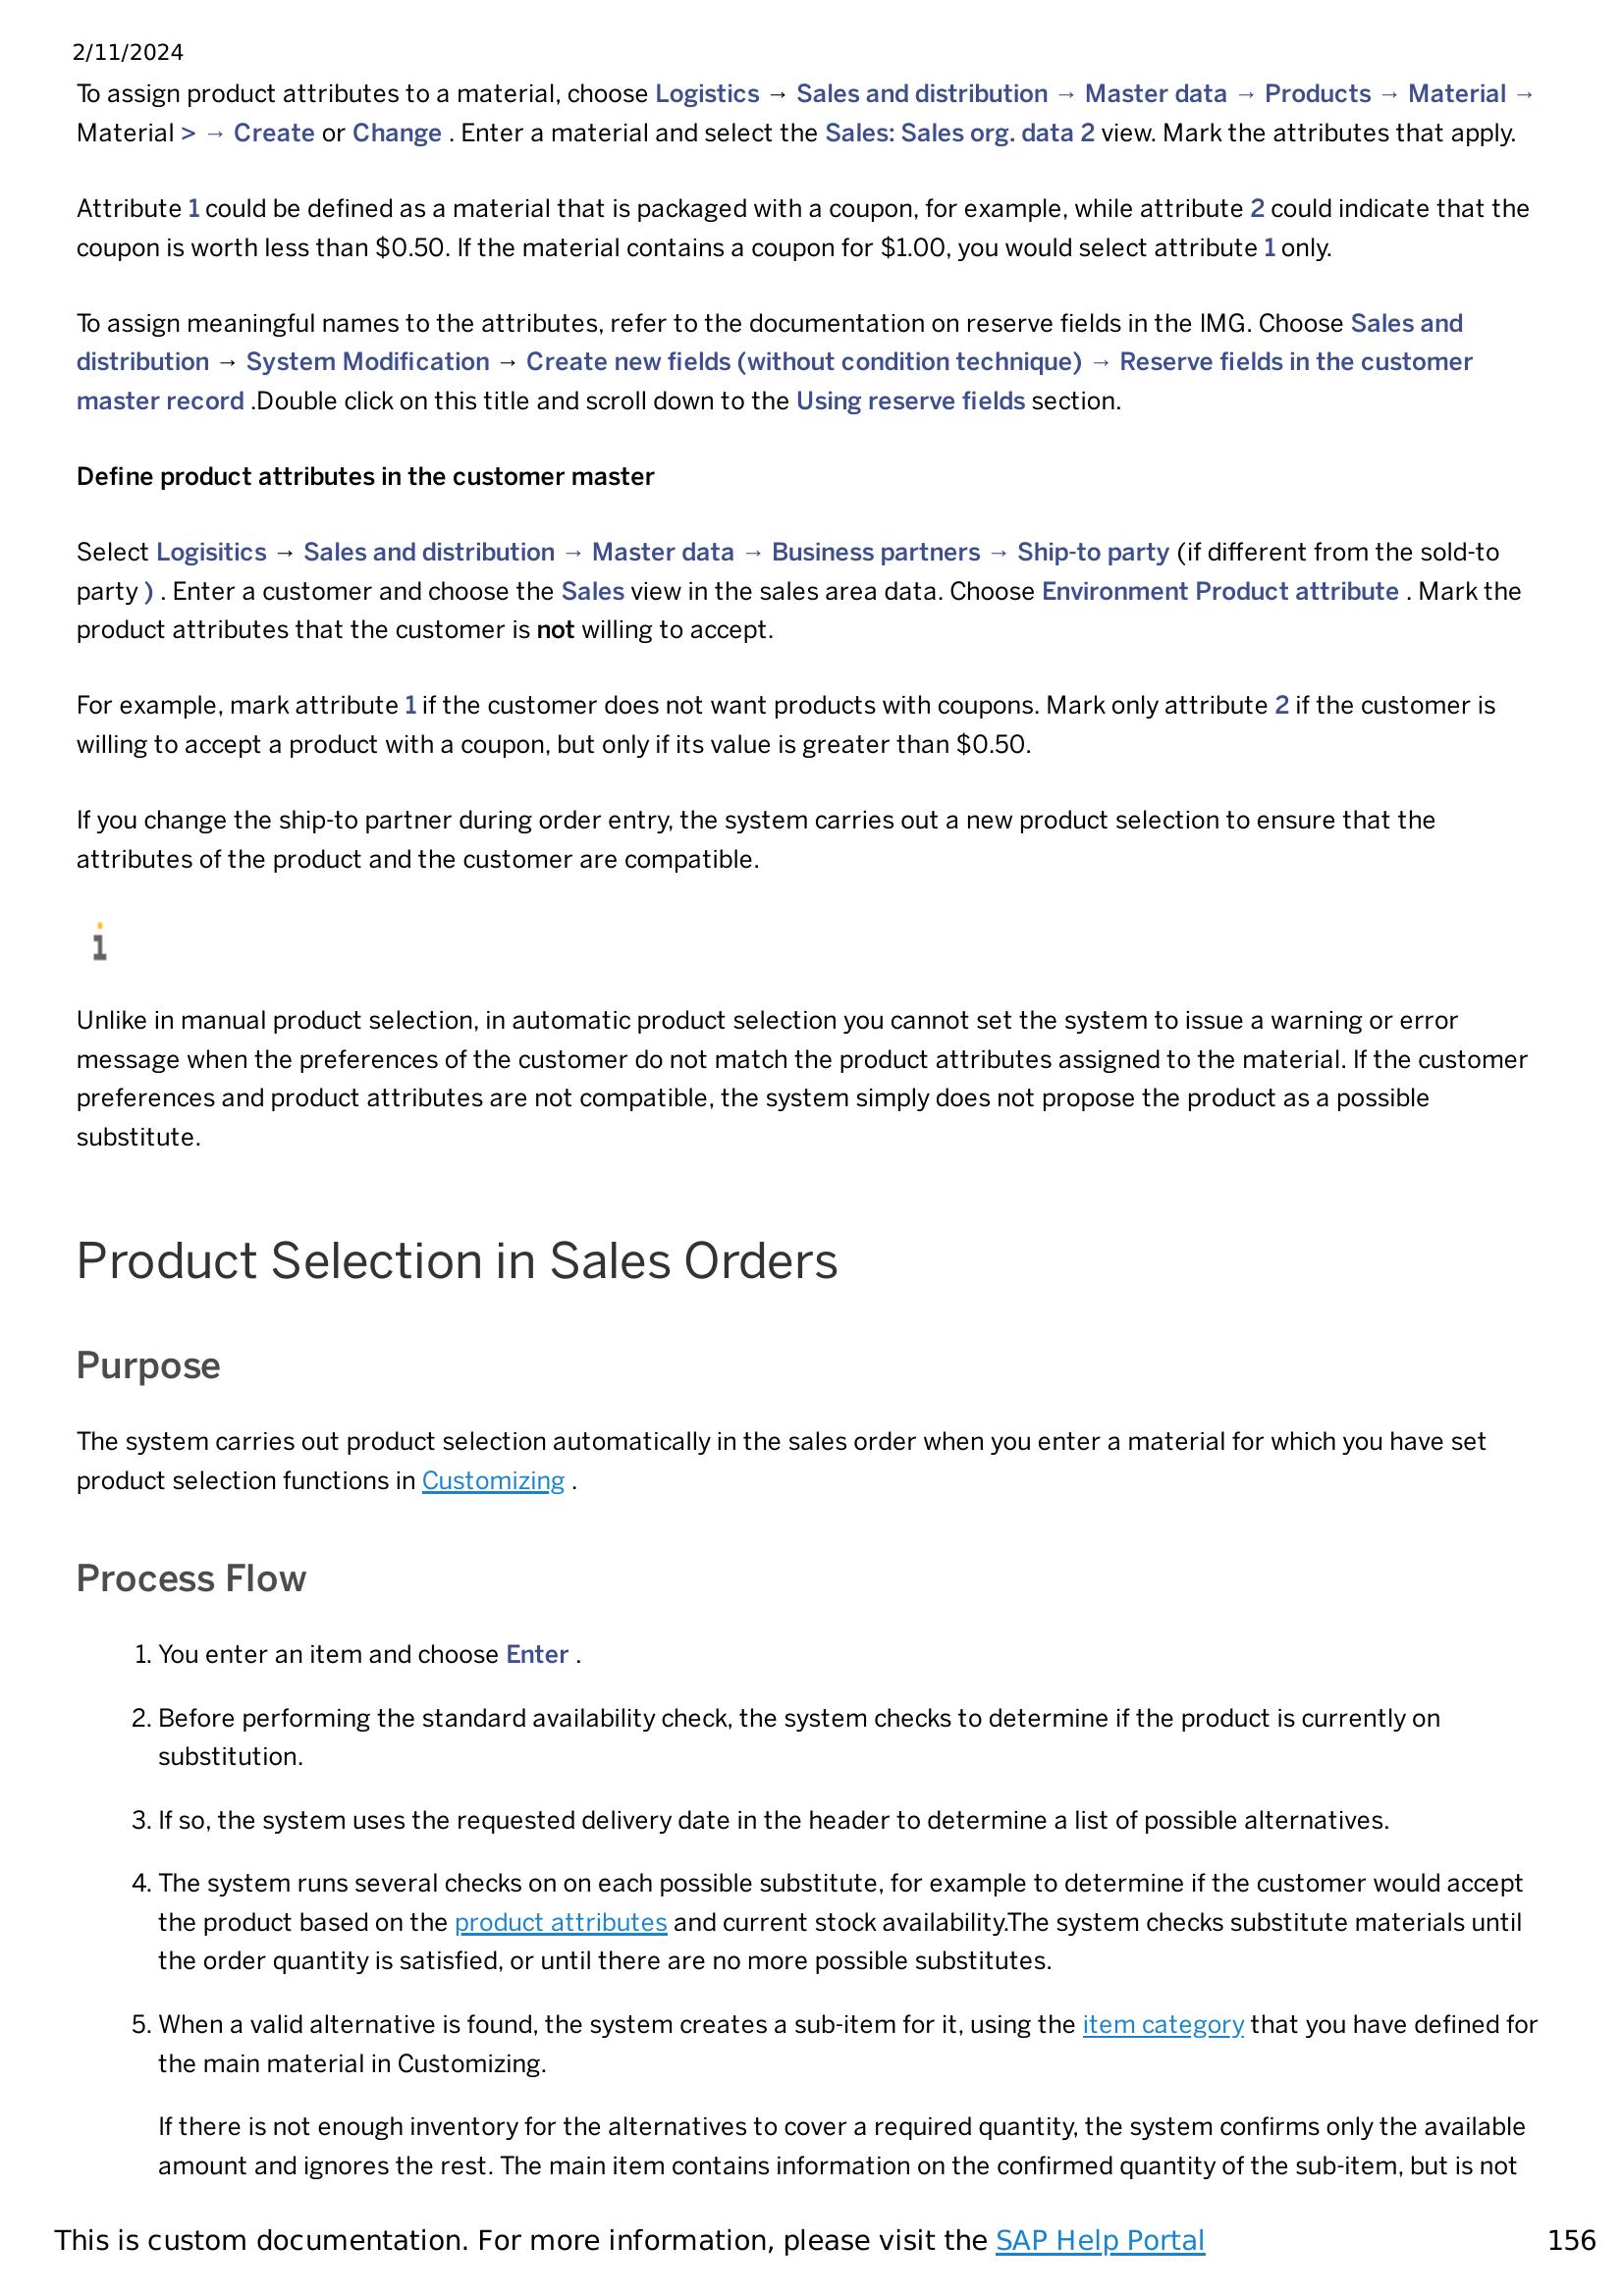 2/11/2024
To assign product attributes to a material, choose Logistics → Sales and distribution → Master data → Products → Material →
Material > → Create or Change . Enter a material and select the Sales: Sales org. data 2 view. Mark the attributes that apply.
Attribute 1 could be defined as a material that is packaged with a coupon, for example, while attribute 2 could indicate that the
coupon is worth less than $0.50. If the material contains a coupon for $1.00, you would select attribute 1 only.
To assign meaningful names to the attributes, refer to the documentation on reserve fields in the IMG. Choose Sales and
distribution → System Modification → Create new fields (without condition technique) → Reserve fields in the customer
master record .Double click on this title and scroll down to the Using reserve fields section.
Define product attributes in the customer master
Select Logisitics → Sales and distribution → Master data → Business partners → Ship-to party (if different from the sold-to
party ) . Enter a customer and choose the Sales view in the sales area data. Choose Environment Product attribute . Mark the
product attributes that the customer is not willing to accept.
For example, mark attribute 1 if the customer does not want products with coupons. Mark only attribute 2 if the customer is
willing to accept a product with a coupon, but only if its value is greater than $0.50.
If you change the ship-to partner during order entry, the system carries out a new product selection to ensure that the
attributes of the product and the customer are compatible.
Unlike in manual product selection, in automatic product selection you cannot set the system to issue a warning or error
message when the preferences of the customer do not match the product attributes assigned to the material. If the customer
preferences and product attributes are not compatible, the system simply does not propose the product as a possible
substitute.
Product Selection in Sales Orders
Purpose
The system carries out product selection automatically in the sales order when you enter a material for which you have set
product selection functions in Customizing .
Process Flow
1. You enter an item and choose Enter .
2. Before performing the standard availability check, the system checks to determine if the product is currently on
substitution.
3. If so, the system uses the requested delivery date in the header to determine a list of possible alternatives.
4. The system runs several checks on on each possible substitute, for example to determine if the customer would accept
the product based on the product attributes and current stock availability.The system checks substitute materials until
the order quantity is satisfied, or until there are no more possible substitutes.
5. When a valid alternative is found, the system creates a sub-item for it, using the item category that you have defined for
the main material in Customizing.
If there is not enough inventory for the alternatives to cover a required quantity, the system confirms only the available
amount and ignores the rest. The main item contains information on the confirmed quantity of the sub-item, but is not
This is custom documentation. For more information, please visit the SAP Help Portal 156